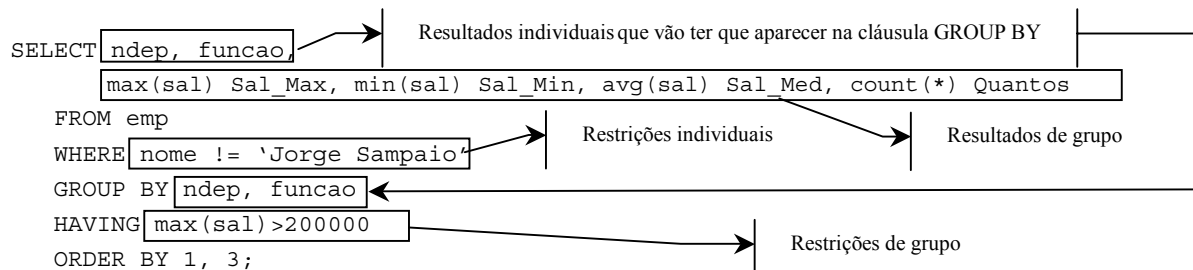 Resultados individuais que vão ter que aparecer na cláusula GROUP BY
SELECT ndep, funcao,
max(sal) Sal_Max, min(sal) Sal_Min, avg(sal) Sal_Med, count(*) Quantos
FROM emp
Restrições individuais
Resultados de grupo
WHERE nome != ‘Jorge Sampaio’
GROUP BY ndep, funcao
HAVING max(sal)>200000
Restrições de grupo
ORDER BY 1, 3;